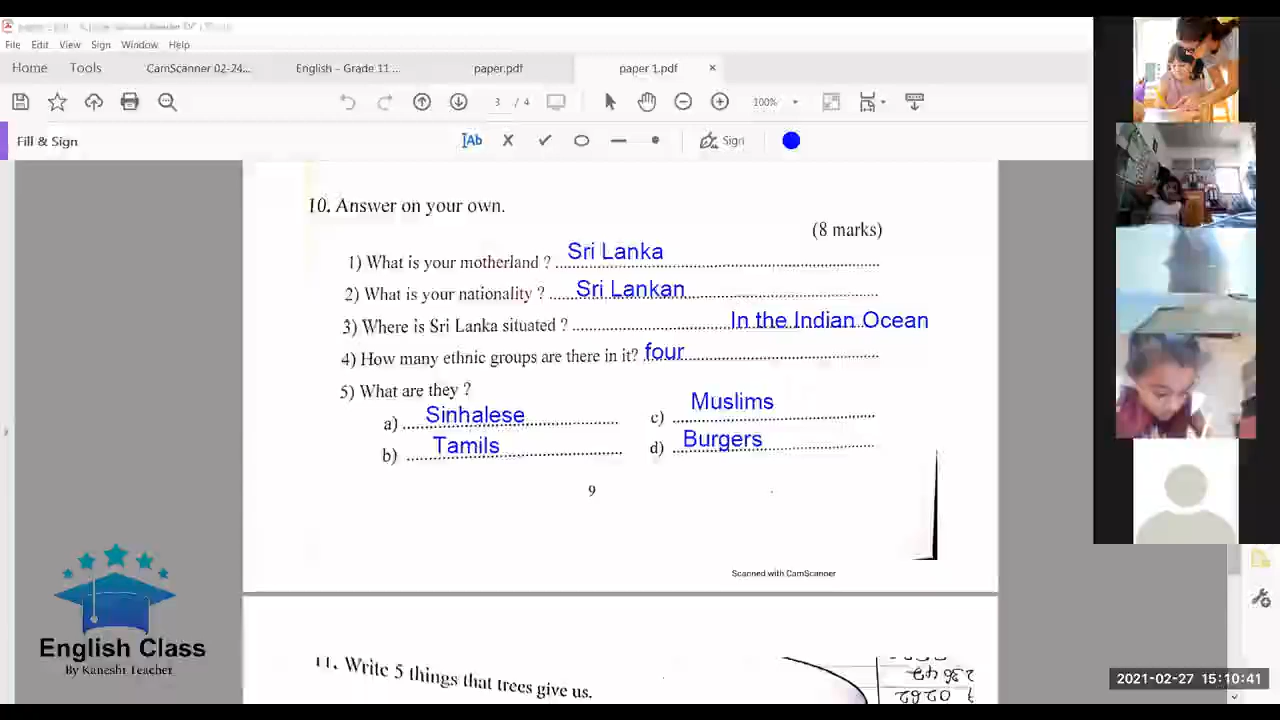 File Edit View Sign Window Help
Home Tools CamScanner 02-24... English – Grade 11 ... paper.pdf paper 1.pdf ×
3 / 4 100%
Fill & Sign
Ab Sign
10. Answer on your own.
(8 marks)
1) What is your motherland ? Sri Lanka
2) What is your nationality ? Sri Lankan
3) Where is Sri Lanka situated ? In the Indian Ocean
4) How many ethnic groups are there in it? four
5) What are they ?
a) Sinhalese c) Muslims
b) Tamils d) Burgers
9
Scanned with CamScanner
11. Write 5 things that trees give us.
English Class
By Kaneshi Teacher
2021-02-27 15:10:41